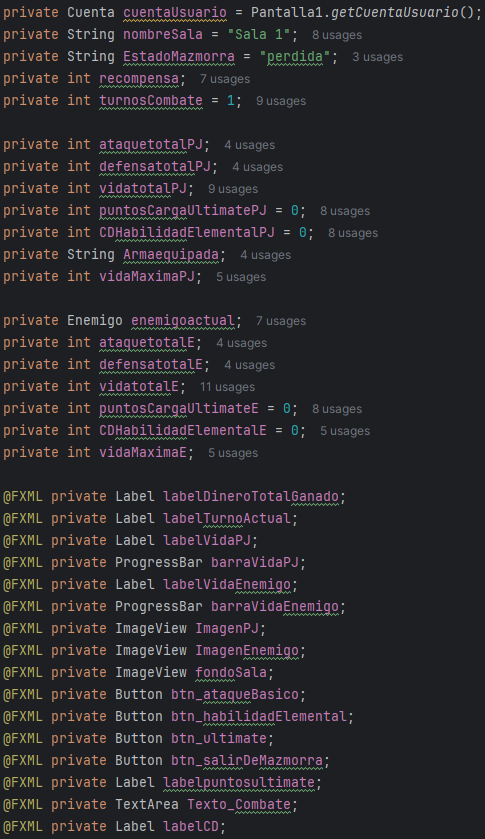 private Cuenta cuentaUsuario = Pantalla1.getCuentaUsuario();
private String nombreSala = "Sala 1"; 8 usages
private String EstadoMazmorra = "perdida"; 3 usages
private int recompensa; 7 usages
private int turnosCombate = 1; 9 usages
private int ataquetotalPJ; 4 usages
private int defensatotalPJ; 4 usages
private int vidatotalPJ; 9 usages
private int puntosCargaUltimatePJ = 0; 8 usages
private int CDHabilidadElementalPJ = 0; 8 usages
private String Armaequipada; 4 usages
private int vidaMaximaPJ; 5 usages
private Enemigo enemigoactual; 7 usages
private int ataquetotalE; 4 usages
private int defensatotalE; 4 usages
private int vidatotalE; 11 usages
private int puntosCargaUltimateE = 0; 8 usages
private int CDHabilidadElementalE = 0; 5 usages
private int vidaMaximaE; 5 usages
@FXML private Label labelDineroTotalGanado;
@FXML private Label labelTurnoActual;
@FXML private Label labelVidaPJ;
@FXML private ProgressBar barraVidaPJ;
@FXML private Label labelVidaEnemigo;
@FXML private ProgressBar barraVidaEnemigo;
@FXML private ImageView ImagenPJ;
@FXML private ImageView ImagenEnemigo;
@FXML private ImageView fondoSala;
@FXML private Button btn_ataqueBasico;
@FXML private Button btn_habilidadElemental;
@FXML private Button btn_ultimate;
@FXML private Button btn_salirDeMazmorra;
@FXML private Label labelpuntosultimate;
@FXML private TextArea Texto_Combate;
@FXML private Label labelCD;